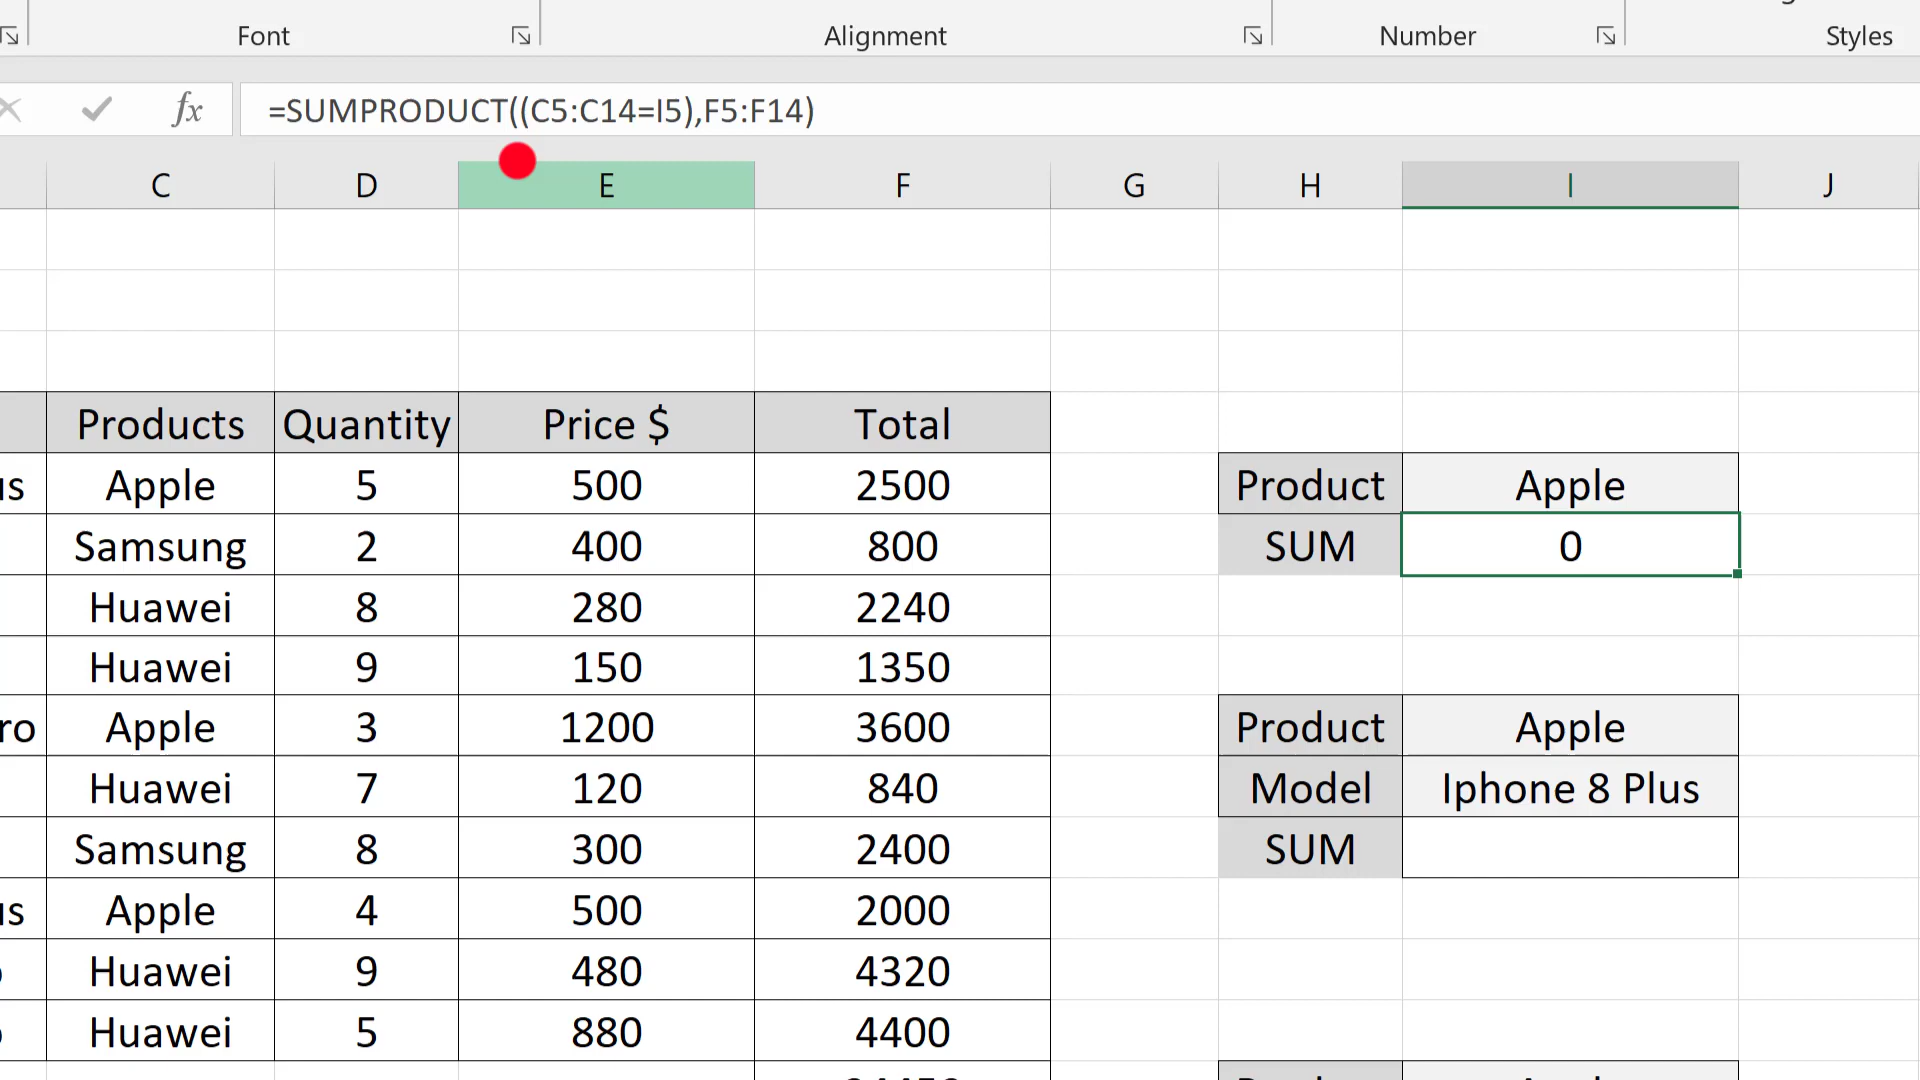 Font Alignment Number Styles
fx =SUMPRODUCT((C5:C14=I5),F5:F14)
C D E F G H I J
Products Quantity Price $ Total
us Apple 5 500 2500 Product Apple
Samsung 2 400 800 SUM 0
Huawei 8 280 2240
Huawei 9 150 1350
ro Apple 3 1200 3600 Product Apple
Huawei 7 120 840 Model Iphone 8 Plus
Samsung 8 300 2400 SUM
us Apple 4 500 2000
Huawei 9 480 4320
Huawei 5 880 4400